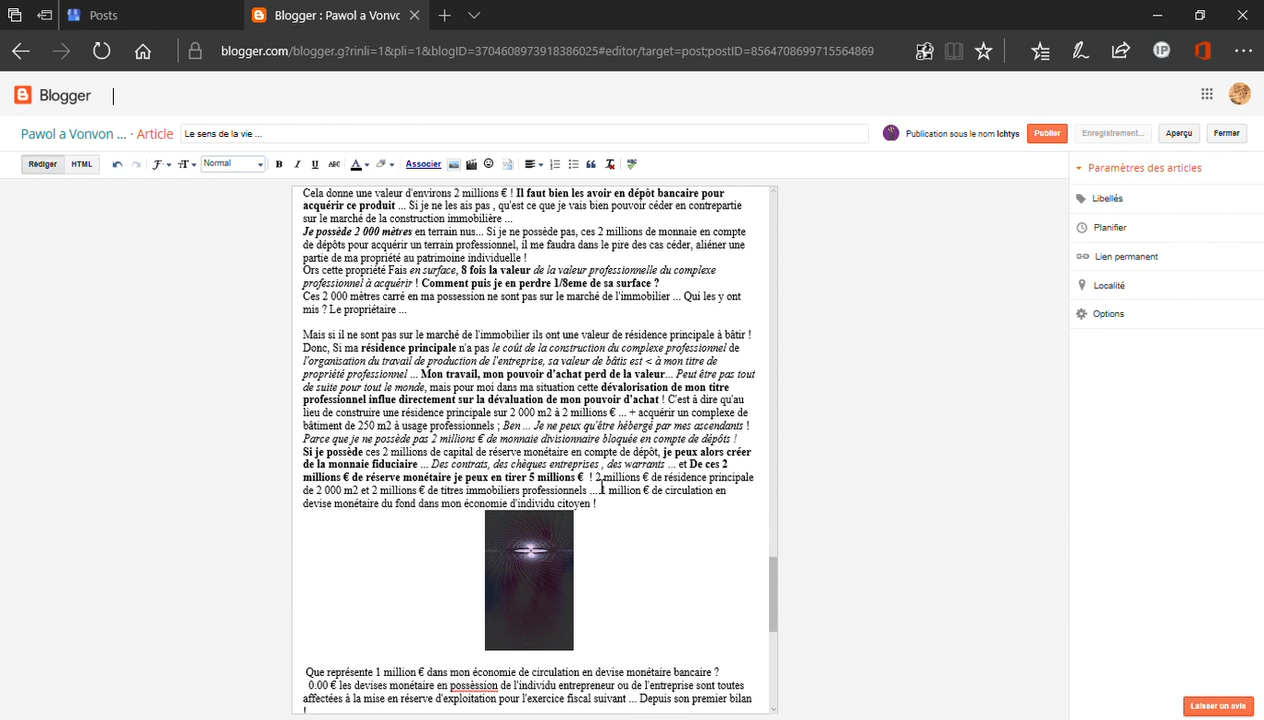 Posts
Blogger : Pawol a Vonvc
blogger.com/blogger.g?rinli=1&pli=1&blogID=3704608973918386025#editor/target=post;postID=8564708699715564869
Blogger
Pawol a Vonvon ... · Article
Le sens de la vie ...
Publication sous le nom Ichtys
Publier
Enregistrement...
Aperçu
Fermer
Rédiger
HTML
Normal
B
I
U
ABC
A
Associer
Paramètres des articles
Libellés
Planifier
Lien permanent
Localité
Options
Cela donne une valeur d'environs 2 millions € ! Il faut bien les avoir en dépôt bancaire pour
acquérir ce produit ... Si je ne les ais pas , qu'est ce que je vais bien pouvoir céder en contrepartie
sur le marché de la construction immobilière ...
Je possède 2 000 mètres en terrain nus... Si je ne possède pas, ces 2 millions de monnaie en compte
de dépôts pour acquérir un terrain professionnel, il me faudra dans le pire des cas céder, aliéner une
partie de ma propriété au patrimoine individuelle !
Ors cette propriété Fais en surface, 8 fois la valeur de la valeur professionnelle du complexe
professionnel à acquérir ! Comment puis je en perdre 1/8eme de sa surface ?
Ces 2 000 mètres carré en ma possession ne sont pas sur le marché de l'immobilier ... Qui les y ont
mis ? Le propriétaire ...
Mais si il ne sont pas sur le marché de l'immobilier ils ont une valeur de résidence principale à bâtir !
Donc, Si ma résidence principale n'a pas le coût de la construction du complexe professionnel de
l'organisation du travail de production de l'entreprise, sa valeur de bâtis est < à mon titre de
propriété professionnel ... Mon travail, mon pouvoir d'achat perd de la valeur... Peut être pas tout
de suite pour tout le monde, mais pour moi dans ma situation cette dévalorisation de mon titre
professionnel influe directement sur la dévaluation de mon pouvoir d'achat ! C'est à dire qu'au
lieu de construire une résidence principale sur 2 000 m2 à 2 millions € ... + acquérir un complexe de
bâtiment de 250 m2 à usage professionnels ; Ben ... Je ne peux qu'être hébergé par mes ascendants !
Parce que je ne possède pas 2 millions € de monnaie divisionnaire bloquée en compte de dépôts !
Si je possède ces 2 millions de capital de réserve monétaire en compte de dépôt, je peux alors créer
de la monnaie fiduciaire ... Des contrats, des chèques entreprises , des warrants ... et De ces 2
millions € de réserve monétaire je peux en tirer 5 millions € ! 2 millions € de résidence principale
de 2 000 m2 et 2 millions € de titres immobiliers professionnels ... 1 million € de circulation en
devise monétaire du fond dans mon économie d'individu citoyen !
Que représente 1 million € dans mon économie de circulation en devise monétaire bancaire ?
0.00 € les devises monétaire en possèssion de l'individu entrepreneur ou de l'entreprise sont toutes
affectées à la mise en réserve d'exploitation pour l'exercice fiscal suivant ... Depuis son premier bilan
!
Laisser un avis